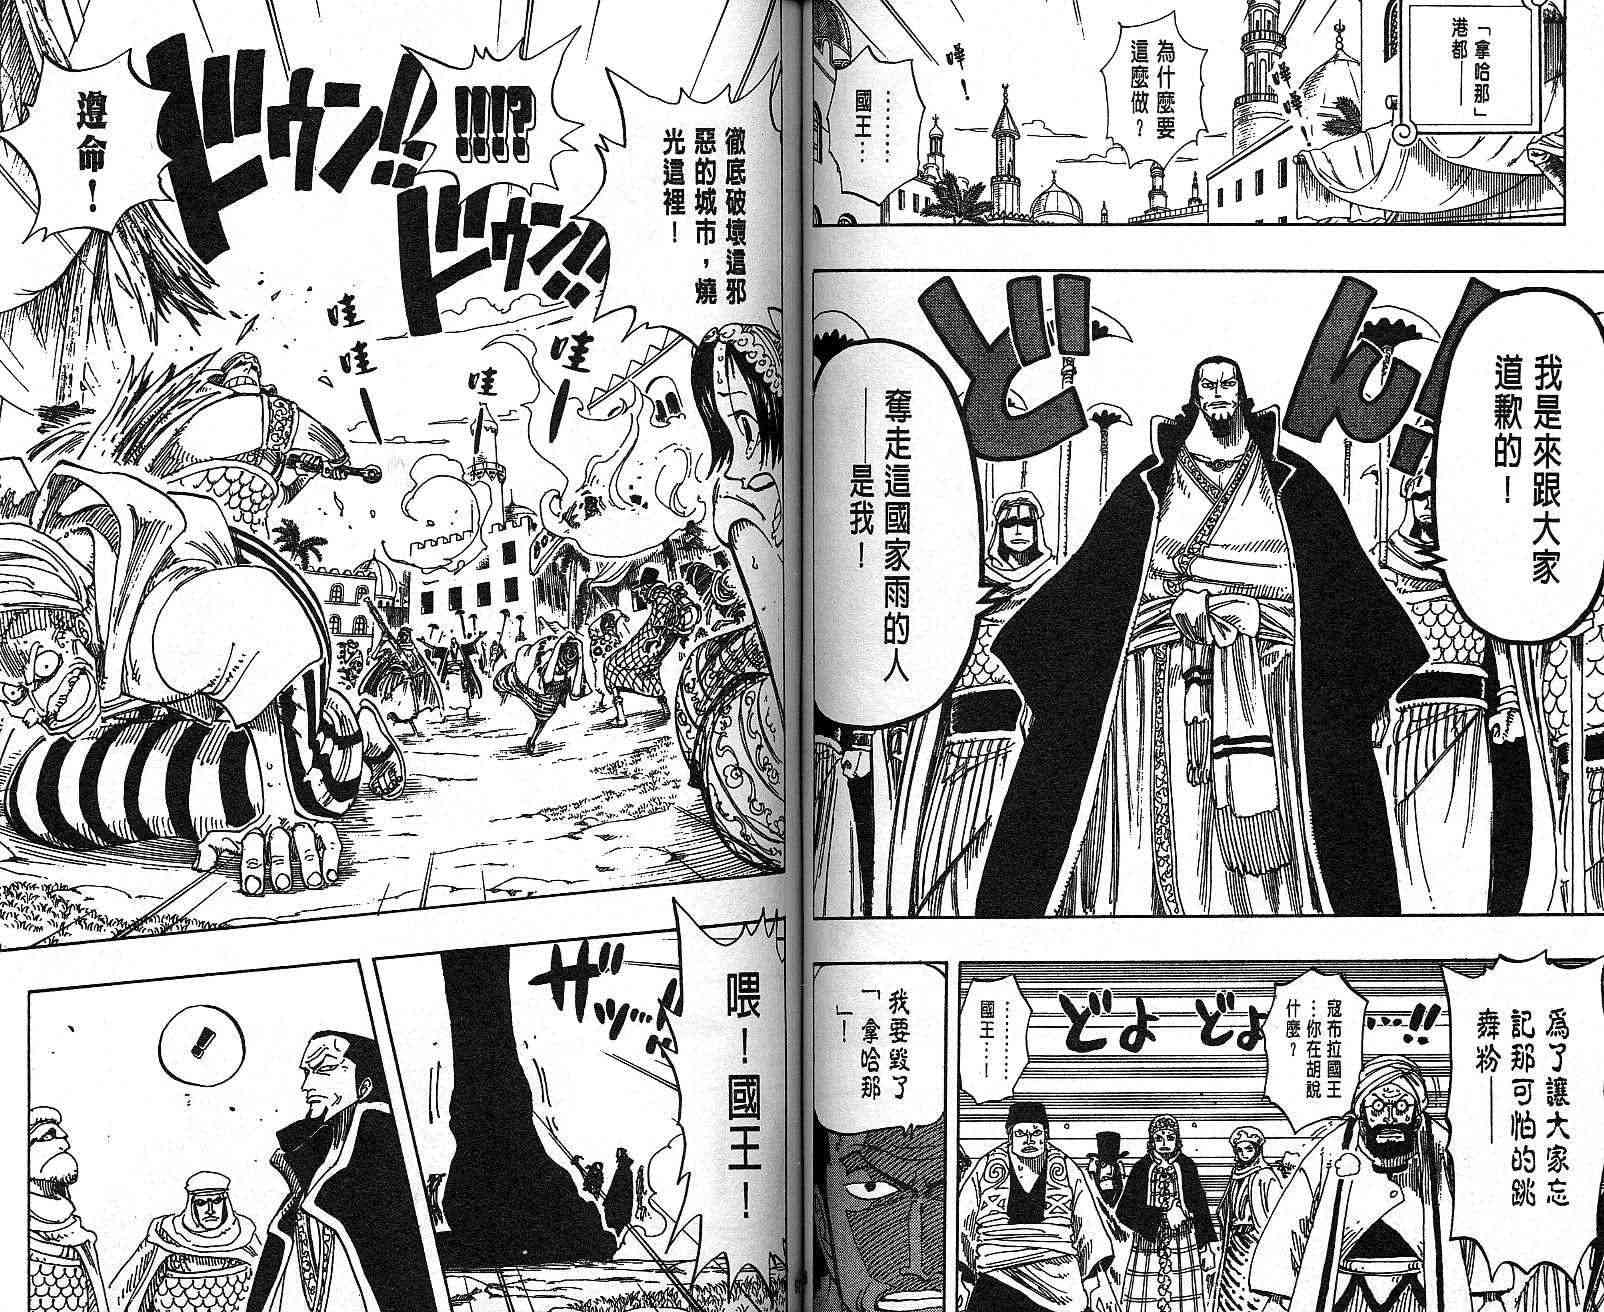 「拿哈那」
港都——
嘩
嘩
嘩！
為什麼要
這麼做？
………
國王…
我是來跟大家
道歉的！
どん!!
奪走這國家雨的人
——是我！
為了讓大家忘
記那可怕的跳
舞粉——
どよ
どよ
…!!
寇布拉國王
…你在胡說
什麼？
………
國王…！
我要毀了
「拿哈那
」！
徹底破壞這邪
惡的城市，燒
光這裡！
!!!!?
ドウン!!
ドウン!!
遵命！
哇
哇
哇
哇
喂！國王！
ザッ
！